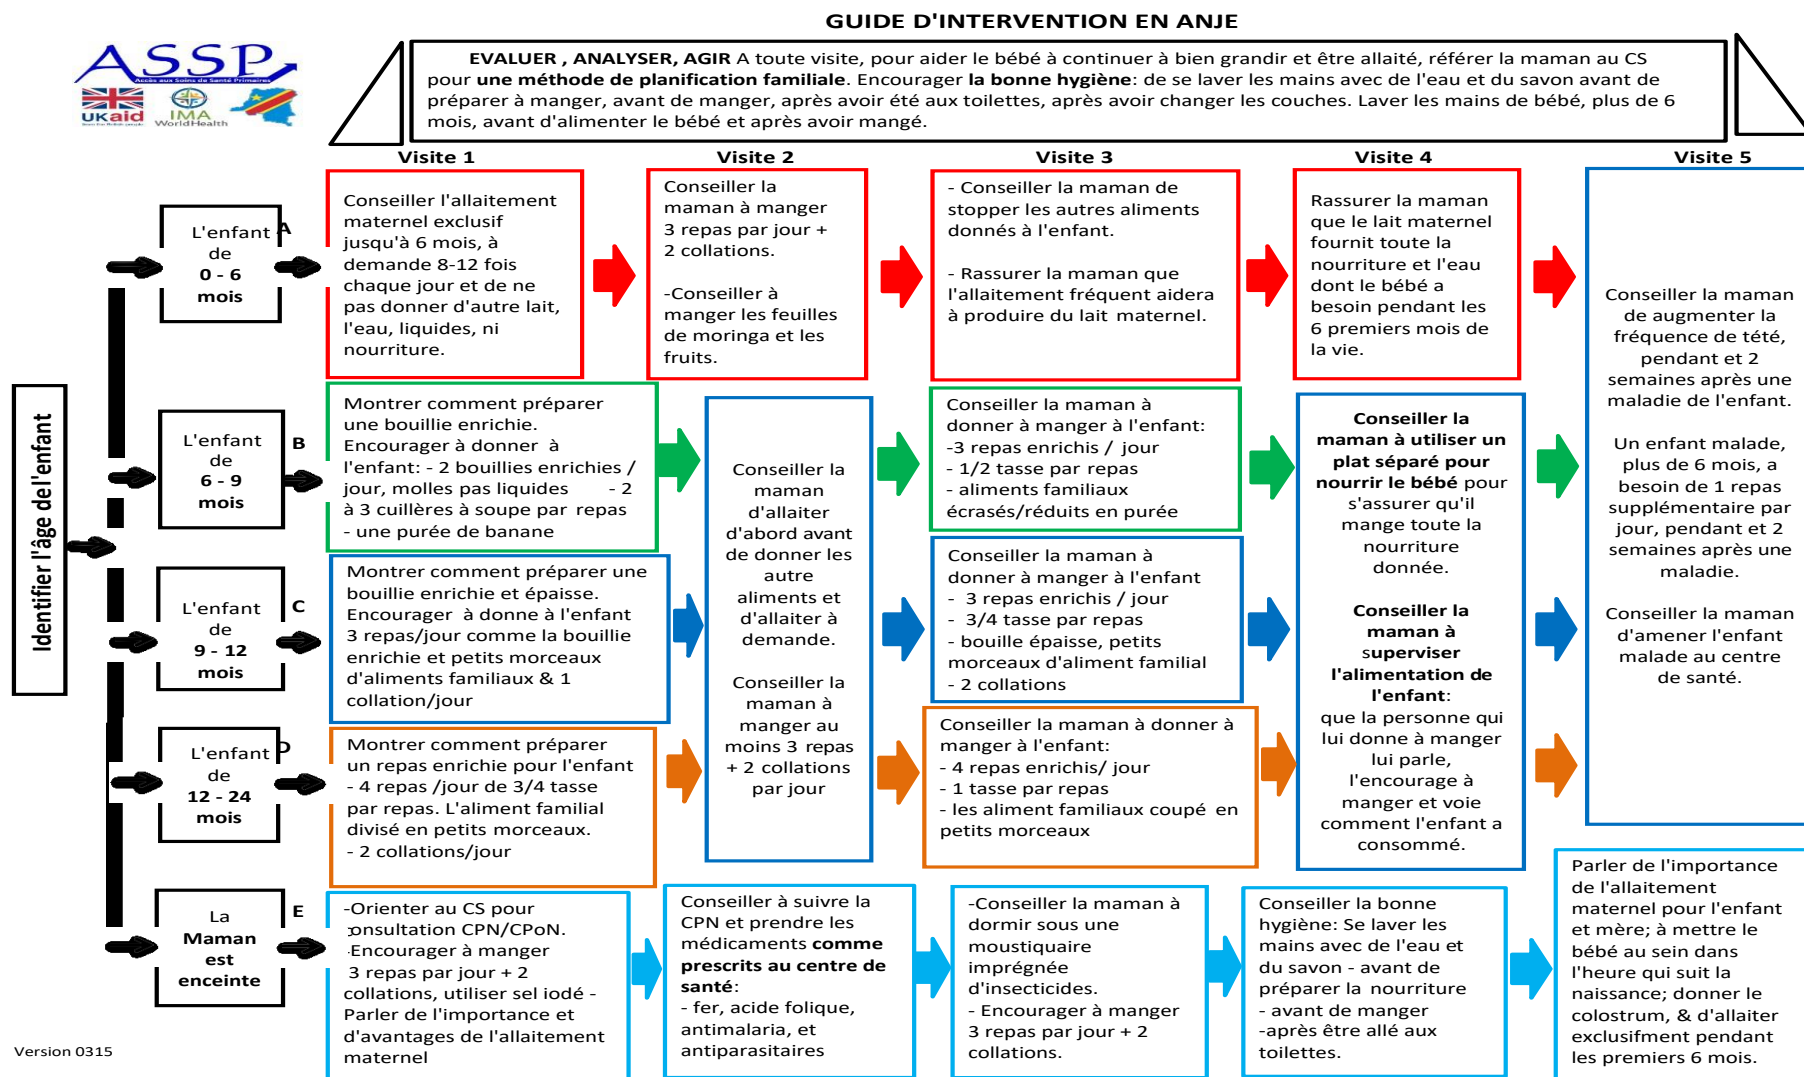 GUIDE D'INTERVENTION EN ANJE
ASSP
Accès aux Soins de Santé Primaires
UKaid
IMA
WorldHealth
EVALUER , ANALYSER, AGIR A toute visite, pour aider le bébé à continuer à bien grandir et être allaité, référer la maman au CS
pour une méthode de planification familiale. Encourager la bonne hygiène: de se laver les mains avec de l'eau et du savon avant de
préparer à manger, avant de manger, après avoir été aux toilettes, après avoir changer les couches. Laver les mains de bébé, plus de 6
mois, avant d'alimenter le bébé et après avoir mangé.
Visite 1
Visite 2
Visite 3
Visite 4
Visite 5
Identifier l'âge del'enfant
L'enfant
de
0 - 6
mois
A
Conseiller l'allaitement
maternel exclusif
jusqu'à 6 mois, à
demande 8-12 fois
chaque jour et de ne
pas donner d'autre lait,
l'eau, liquides, ni
nourriture.
Conseiller la
maman à manger
3 repas par jour +
2 collations.
-Conseiller à
manger les feuilles
de moringa et les
fruits.
- Conseiller la maman de
stopper les autres aliments
donnés à l'enfant.
- Rassurer la maman que
l'allaitement fréquent aidera
à produire du lait maternel.
Rassurer la maman
que le lait maternel
fournit toute la
nourriture et l'eau
dont le bébé a
besoin pendant les
6 premiers mois de
la vie.
Conseiller la maman
de augmenter la
fréquence de tété,
pendant et 2
semaines après une
maladie de l'enfant.
Un enfant malade,
plus de 6 mois, a
besoin de 1 repas
supplémentaire par
jour, pendant et 2
semaines après une
maladie.
Conseiller la maman
d'amener l'enfant
malade au centre
de santé.
L'enfant
de
6 - 9
mois
B
Montrer comment préparer
une bouillie enrichie.
Encourager à donner à
l'enfant: - 2 bouillies enrichies /
jour, molles pas liquides - 2
à 3 cuillères à soupe par repas
- une purée de banane
Conseiller la
maman
d'allaiter
d'abord avant
de donner les
autre
aliments et
d'allaiter à
demande.
Conseiller la
maman à
manger au
moins 3 repas
+ 2 collations
par jour
Conseiller la maman à
donner à manger à l'enfant:
-3 repas enrichis / jour
- 1/2 tasse par repas
- aliments familiaux
écrasés/réduits en purée
Conseiller la
maman à utiliser un
plat séparé pour
nourrir le bébé pour
s'assurer qu'il
mange toute la
nourriture
donnée.
Conseiller la
maman à
superviser
l'alimentation de
l'enfant:
que la personne qui
lui donne à manger
lui parle,
l'encourage à
manger et voie
comment l'enfant a
consommé.
L'enfant
de
9 - 12
mois
C
Montrer comment préparer une
bouillie enrichie et épaisse.
Encourager à donne à l'enfant
3 repas/jour comme la bouillie
enrichie et petits morceaux
d'aliments familiaux & 1
collation/jour
Conseiller la maman à
donner à manger à l'enfant
- 3 repas enrichis / jour
- 3/4 tasse par repas
- bouille épaisse, petits
morceaux d'aliment familial
- 2 collations
L'enfant
de
12 - 24
mois
D
Montrer comment préparer
un repas enrichie pour l'enfant
- 4 repas /jour de 3/4 tasse
par repas. L'aliment familial
divisé en petits morceaux.
- 2 collations/jour
Conseiller la maman à donner à
manger à l'enfant:
- 4 repas enrichis/ jour
- 1 tasse par repas
- les aliment familiaux coupé en
petits morceaux
La
Maman
est
enceinte
E
-Orienter au CS pour
consultation CPN/CPoN.
-Encourager à manger
3 repas par jour + 2
collations, utiliser sel iodé -
Parler de l'importance et
d'avantages de l'allaitement
maternel
Conseiller à suivre la
CPN et prendre les
médicaments comme
prescrits au centre de
santé:
- fer, acide folique,
antimalaria, et
antiparasitaires
-Conseiller la maman à
dormir sous une
moustiquaire
imprégnée
d'insecticides.
- Encourager à manger
3 repas par jour + 2
collations.
Conseiller la bonne
hygiène: Se laver les
mains avec de l'eau et
du savon - avant de
préparer la nourriture
- avant de manger
-après être allé aux
toilettes.
Parler de l'importance
de l'allaitement
maternel pour l'enfant
et mère; à mettre le
bébé au sein dans
l'heure qui suit la
naissance; donner le
colostrum, & d'allaiter
exclusifment pendant
les premiers 6 mois.
Version 0315